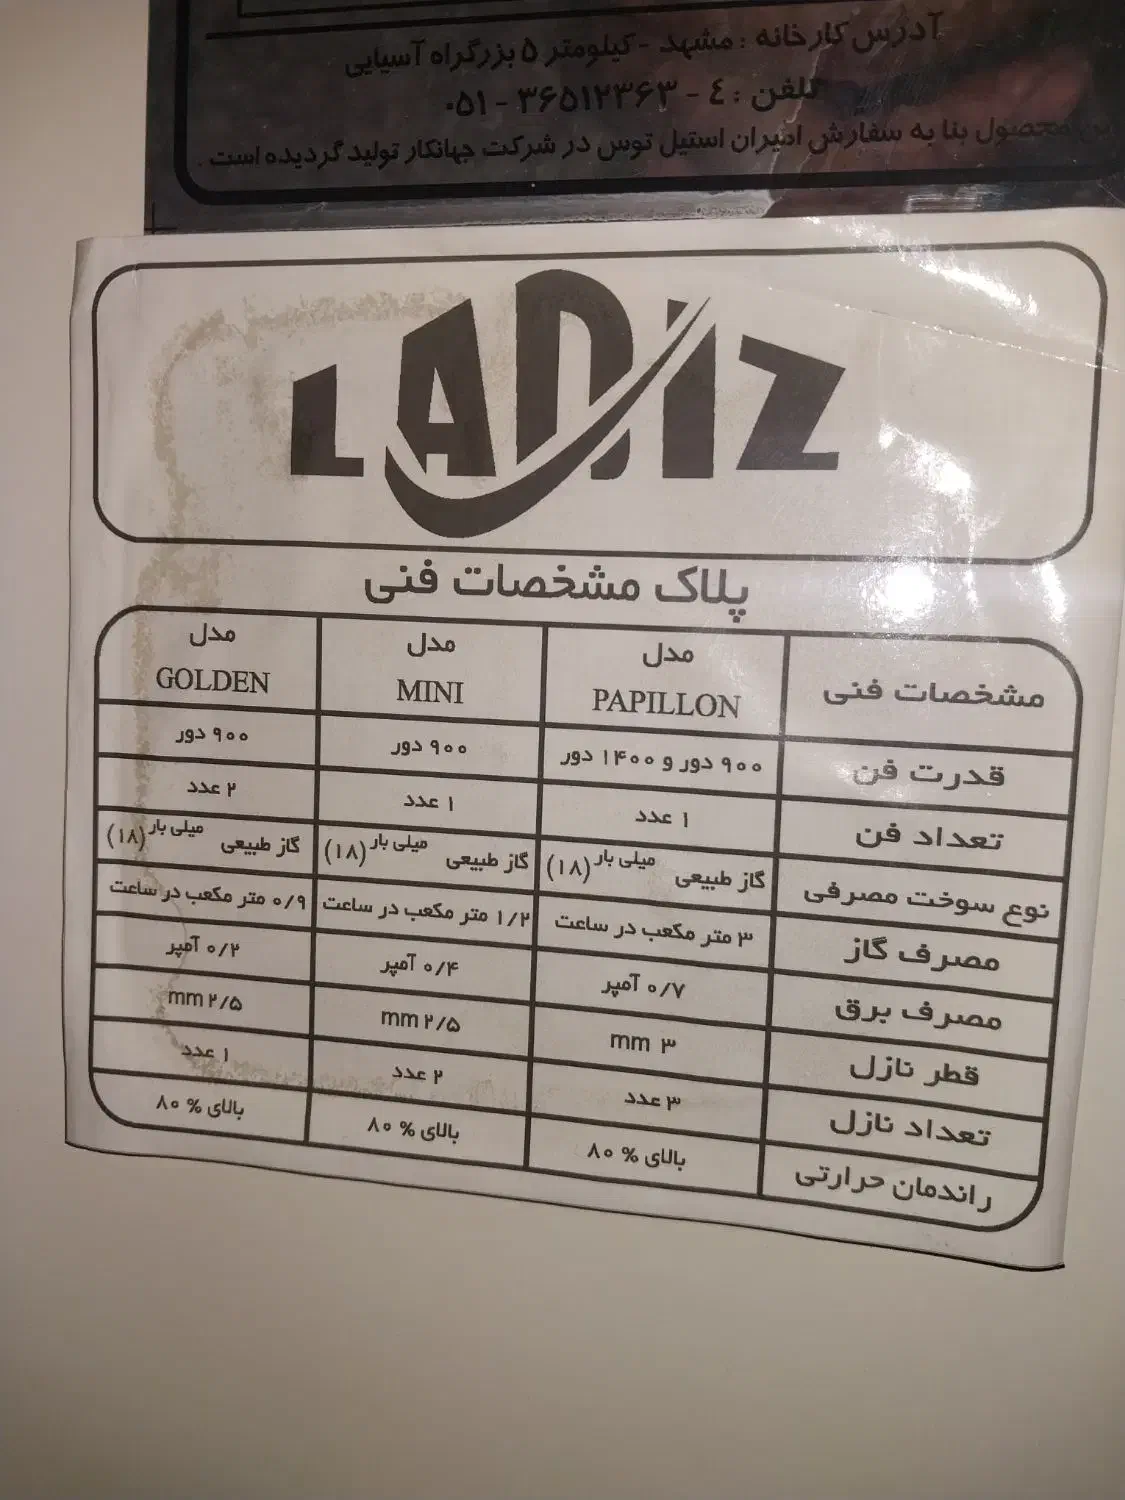 آدرس کارخانه : مشهد - کیلومتر ۵ بزرگراه آسیایی
تلفن : ٤ - ۳۶۵۱۲۳۶۳ - ۰۵۱
این محصول بنا به سفارش امیران استیل توس در شرکت جهانکار تولید گردیده است .
LADIZ
پلاک مشخصات فنی
مشخصات فنی مدل PAPILLON مدل MINI مدل GOLDEN
قدرت فن ۹۰۰ دور و ۱۴۰۰ دور ۹۰۰ دور ۹۰۰ دور
تعداد فن ۱ عدد ۱ عدد ۲ عدد
نوع سوخت مصرفی گاز طبیعی میلی بار (۱۸) گاز طبیعی میلی بار (۱۸) گاز طبیعی میلی بار (۱۸)
مصرف گاز ۳ متر مکعب در ساعت ۱/۲ متر مکعب در ساعت ۰/۹ متر مکعب در ساعت
مصرف برق ۰/۷ آمپر ۰/۴ آمپر ۰/۲ آمپر
قطر نازل ۳ mm ۲/۵ mm ۲/۵ mm
تعداد نازل ۳ عدد ۲ عدد ۱ عدد
راندمان حرارتی بالای % ۸۰ بالای % ۸۰ بالای % ۸۰